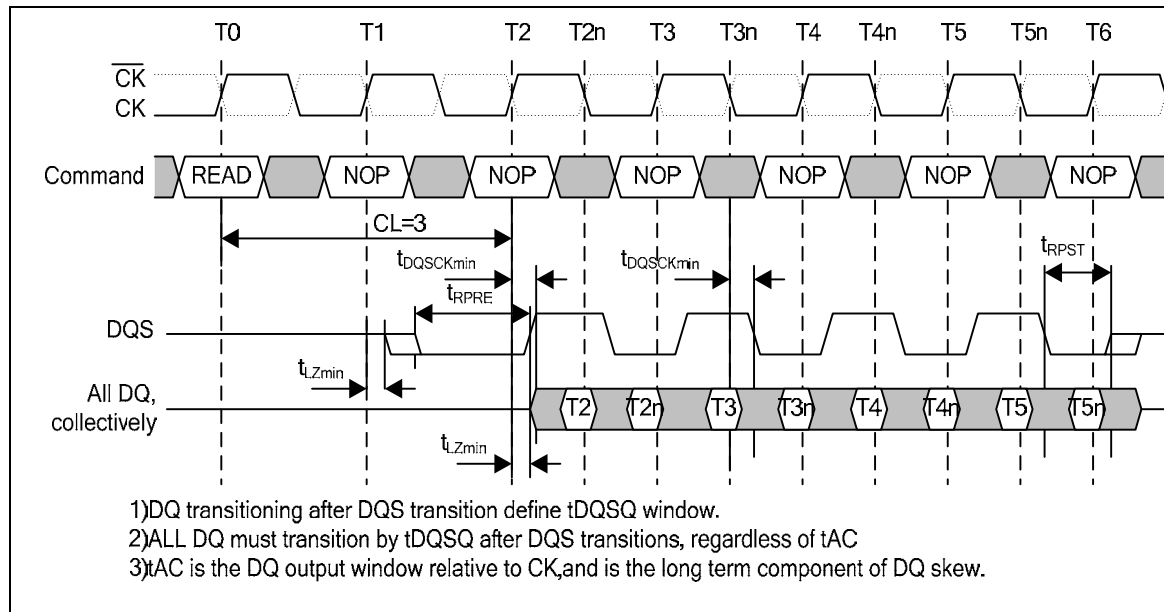 T0 T1 T2 T2n T3 T3n T4 T4n T5 T5n T6
CK
CK
Command READ NOP NOP NOP NOP NOP NOP
CL=3
tDQSCKmin tDQSCKmin tRPST
tRPRE
DQS
tLZmin
All DQ,
collectively
T2 T2n T3 T3n T4 T4n T5 T5n
tLZmin
1)DQ transitioning after DQS transition define tDQSQ window.
2)ALL DQ must transition by tDQSQ after DQS transitions, regardless of tAC
3)tAC is the DQ output window relative to CK,and is the long term component of DQ skew.